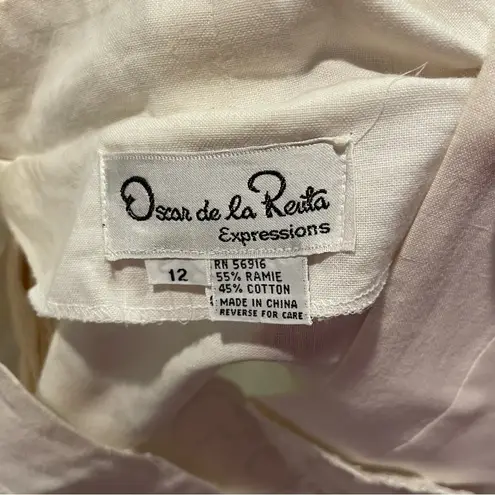 Oscar de la Renta
Expressions
12
RN 56916
55% RAMIE
45% COTTON
MADE IN CHINA
REVERSE FOR CARE